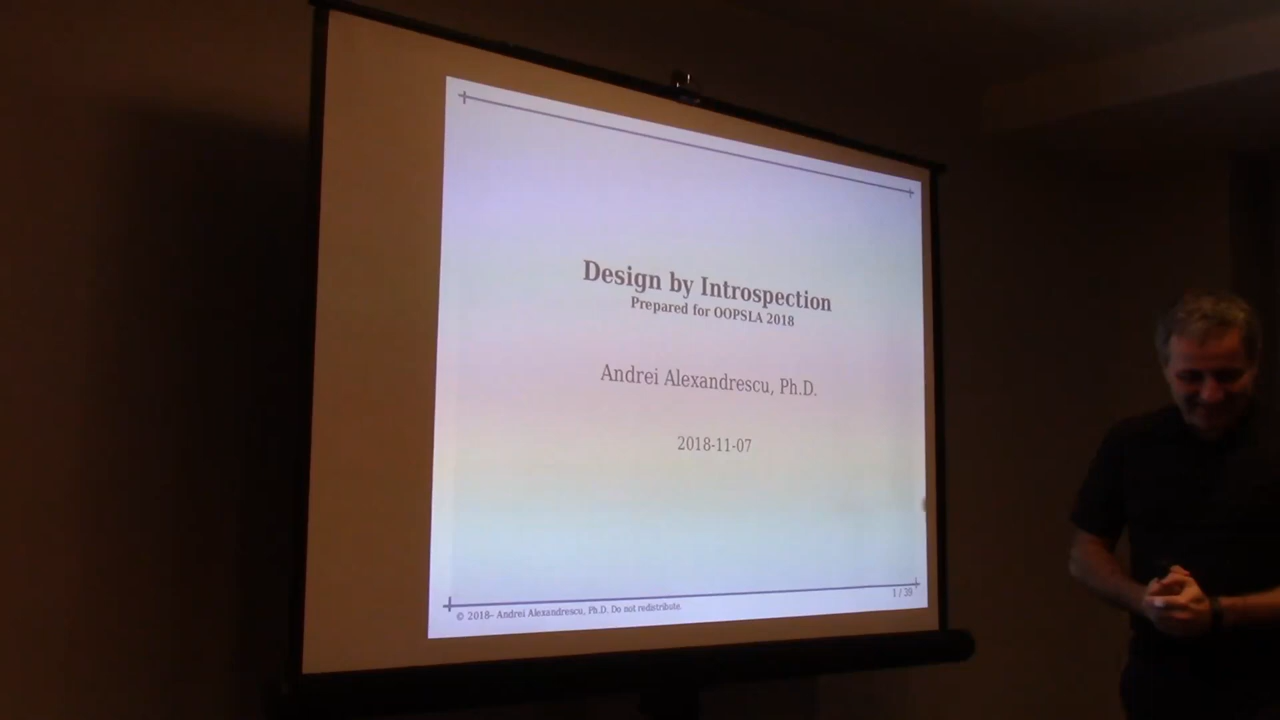 Design by Introspection
Prepared for OOPSLA 2018
Andrei Alexandrescu, Ph.D.
2018-11-07
1 / 39
© 2018– Andrei Alexandrescu, Ph.D. Do not redistribute.